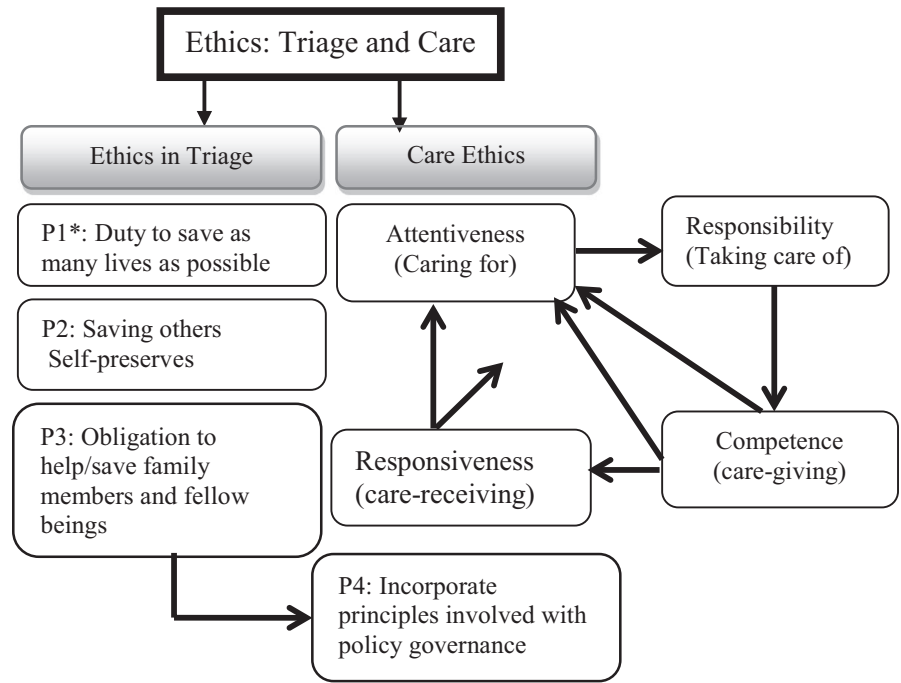 Ethics: Triage and Care
Ethics in Triage
Care Ethics
P1*: Duty to save as
many lives as possible
P2: Saving others
Self-preserves
P3: Obligation to
help/save family
members and fellow
beings
P4: Incorporate
principles involved with
policy governance
Attentiveness
(Caring for)
Responsibility
(Taking care of)
Competence
(care-giving)
Responsiveness
(care-receiving)